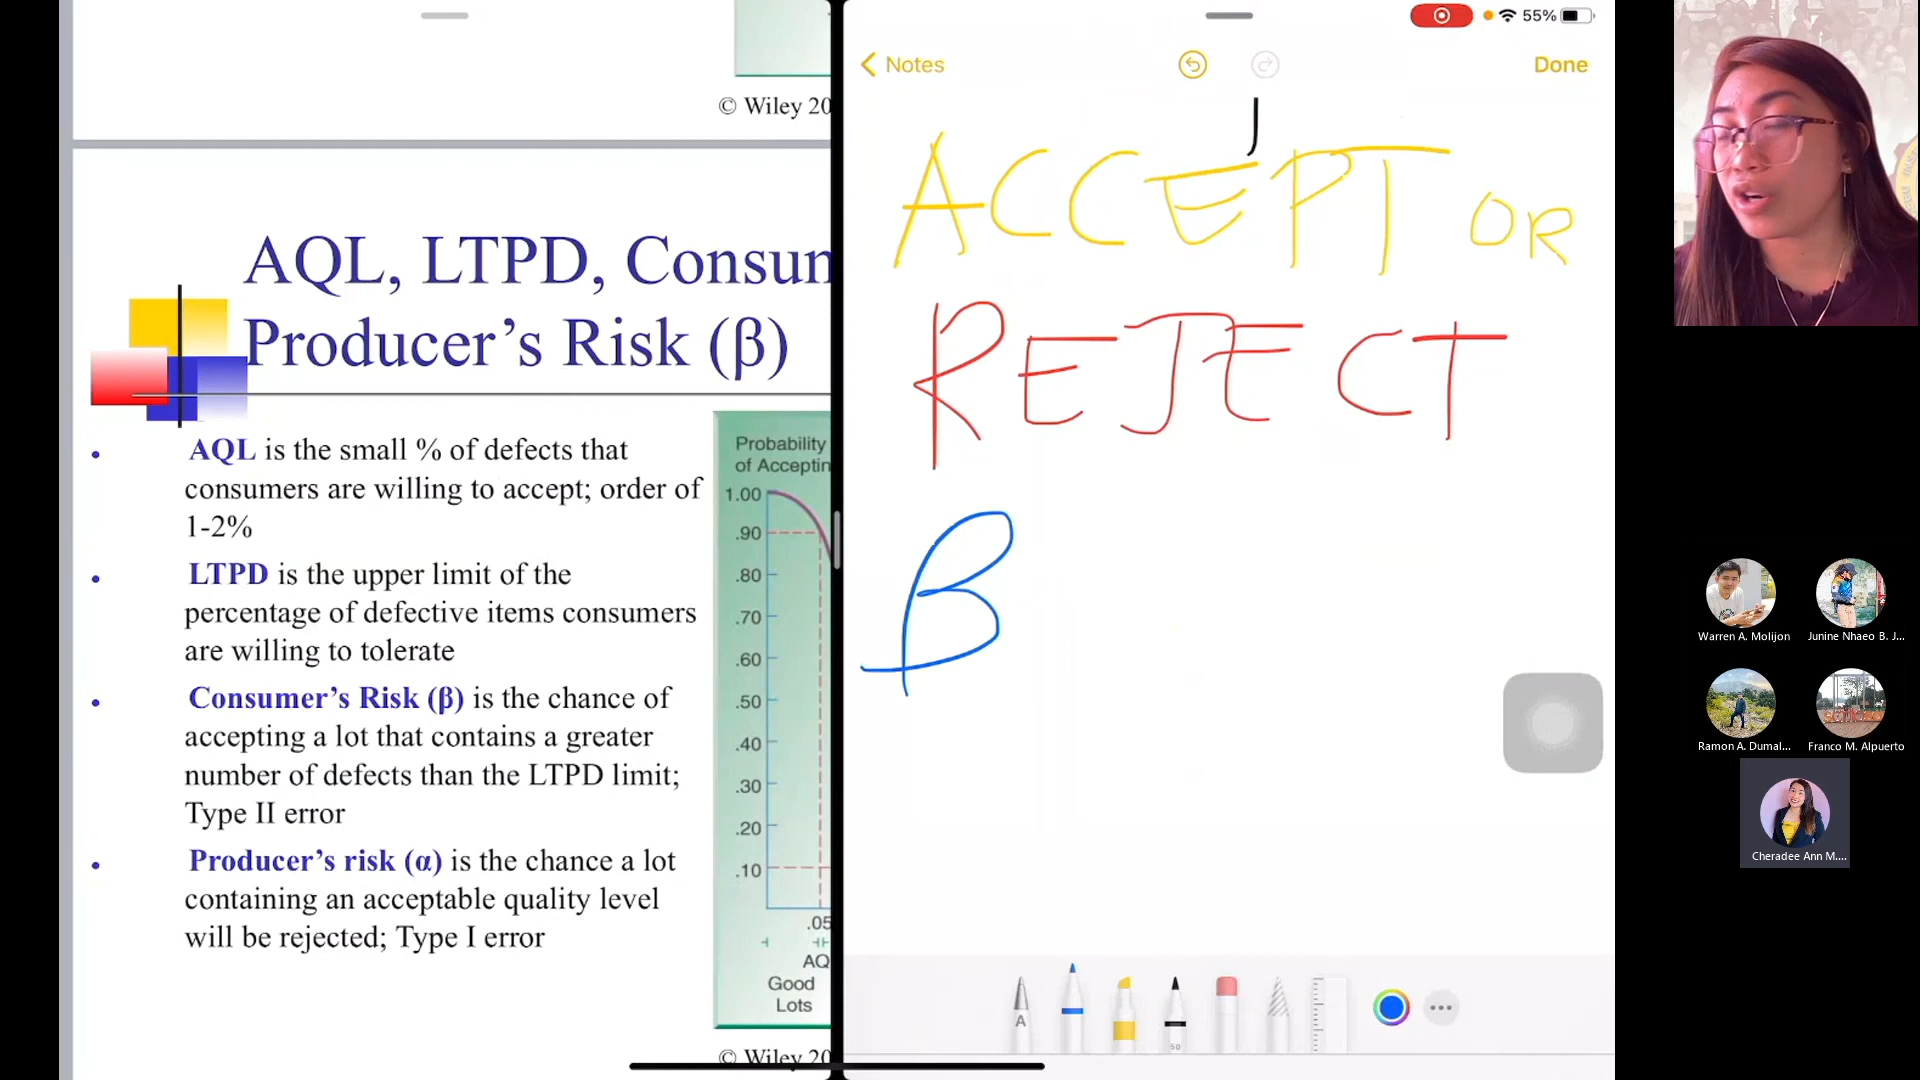 © Wiley 20
AQL, LTPD, Consum
Producer’s Risk (β)
AQL is the small % of defects that
consumers are willing to accept; order of
1-2%
LTPD is the upper limit of the
percentage of defective items consumers
are willing to tolerate
Consumer’s Risk (β) is the chance of
accepting a lot that contains a greater
number of defects than the LTPD limit;
Type II error
Producer’s risk (α) is the chance a lot
containing an acceptable quality level
will be rejected; Type I error
Probability
of Acceptin
1.00
.90
.80
.70
.60
.50
.40
.30
.20
.10
.05
AQ
Good
Lots
© Wiley 20
55%
Notes
Done
ACCEPT OR
REJECT
β
A
50
Warren A. Molijon
Junine Nhaeo B. J...
Ramon A. Dumal...
Franco M. Alpuerto
Cheradee Ann M....